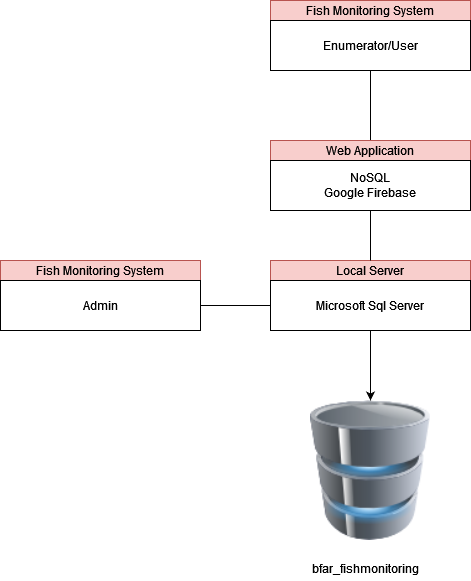 Fish Monitoring System
Enumerator/User
Web Application
NoSQL
Google Firebase
Fish Monitoring System
Admin
Local Server
Microsoft Sql Server
bfar_fishmonitoring